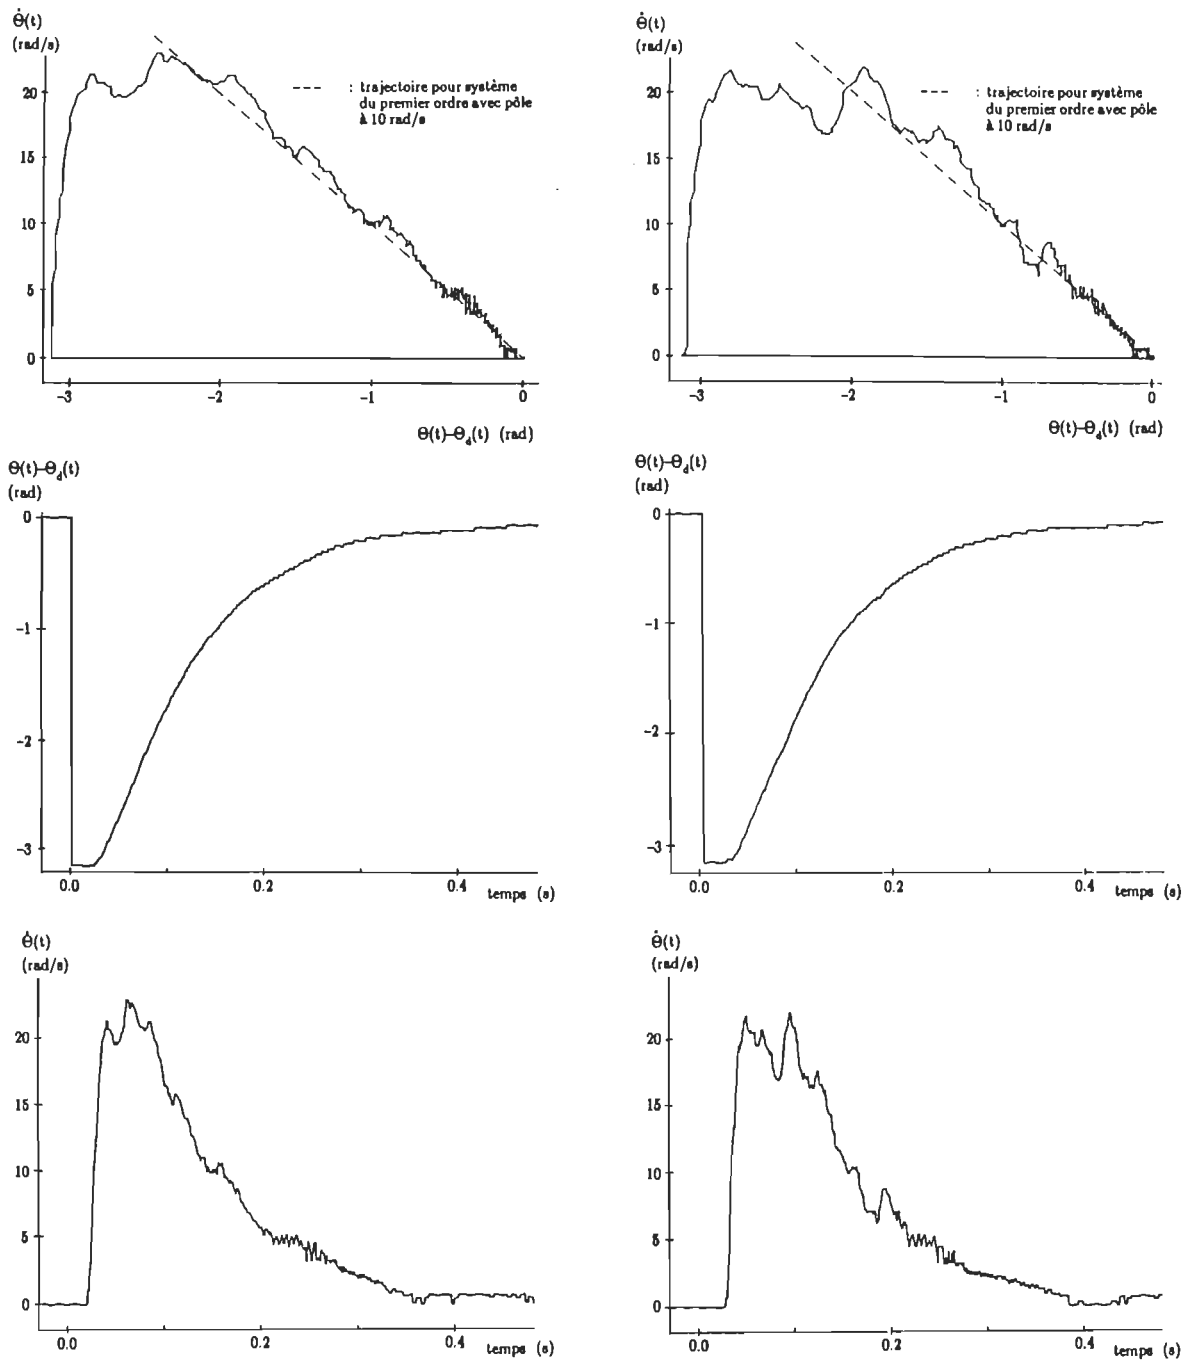 Θ̇(t)
(rad/s)
20
15
10
5
0
---- : trajectoire pour système
du premier ordre avec pôle
à 10 rad/s
-3 -2 -1 0
Θ(t)-Θd(t) (rad)
Θ̇(t)
(rad/s)
20
15
10
5
0
---- : trajectoire pour système
du premier ordre avec pôle
à 10 rad/s
-3 -2 -1 0
Θ(t)-Θd(t) (rad)
Θ(t)-Θd(t)
(rad)
0
-1
-2
-3
0.0 0.2 0.4
temps (s)
Θ(t)-Θd(t)
(rad)
0
-1
-2
-3
0.0 0.2 0.4
temps (s)
Θ̇(t)
(rad/s)
20
15
10
5
0
0.0 0.2 0.4
temps (s)
Θ̇(t)
(rad/s)
20
15
10
5
0
0.0 0.2 0.4
temps (s)